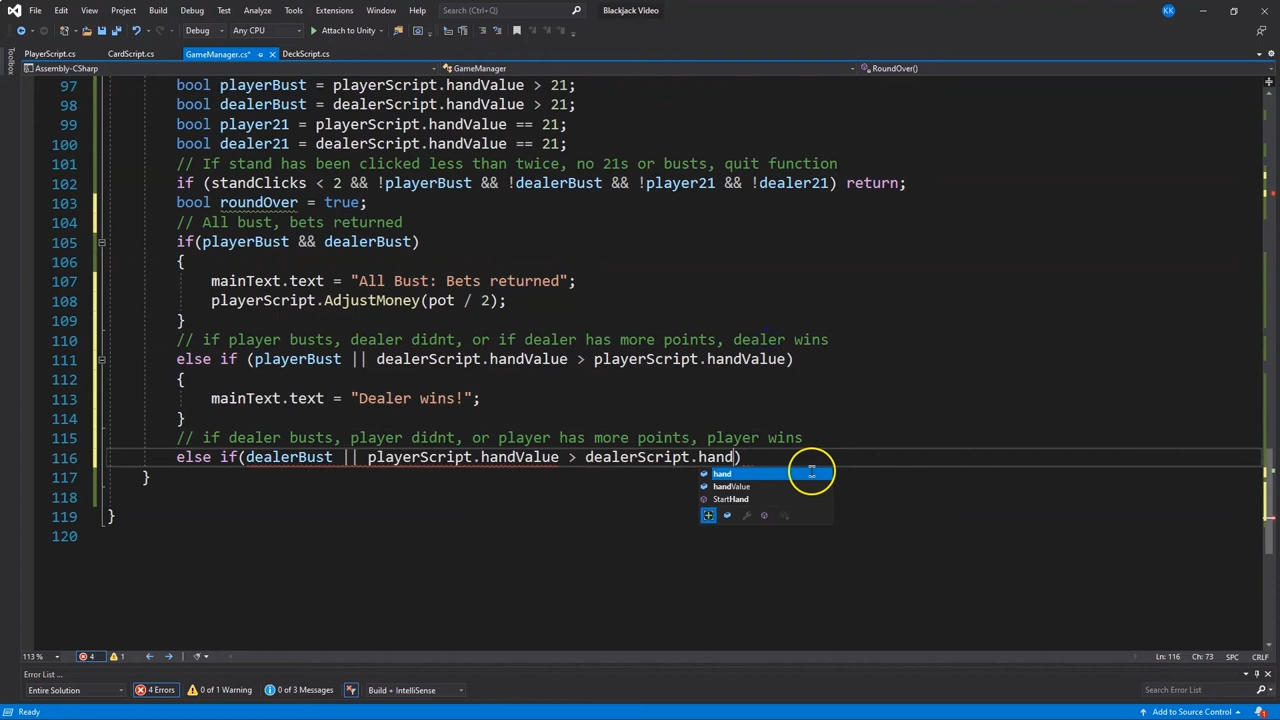 File Edit View Project Build Debug Test Analyze Tools Extensions Window Help Search (Ctrl+Q) Blackjack Video KK
Debug Any CPU Attach to Unity
PlayerScript.cs CardScript.cs GameManager.cs* DeckScript.cs
Assembly-CSharp GameManager RoundOver()
97 bool playerBust = playerScript.handValue > 21;
98 bool dealerBust = dealerScript.handValue > 21;
99 bool player21 = playerScript.handValue == 21;
100 bool dealer21 = dealerScript.handValue == 21;
101 // If stand has been clicked less than twice, no 21s or busts, quit function
102 if (standClicks < 2 && !playerBust && !dealerBust && !player21 && !dealer21) return;
103 bool roundOver = true;
104 // All bust, bets returned
105 if(playerBust && dealerBust)
106 {
107 mainText.text = "All Bust: Bets returned";
108 playerScript.AdjustMoney(pot / 2);
109 }
110 // if player busts, dealer didnt, or if dealer has more points, dealer wins
111 else if (playerBust || dealerScript.handValue > playerScript.handValue)
112 {
113 mainText.text = "Dealer wins!";
114 }
115 // if dealer busts, player didnt, or player has more points, player wins
116 else if(dealerBust || playerScript.handValue > dealerScript.hand)
hand
117 }
handValue
118
StartHand
119 }
120
113 % 4 1 Ln: 116 Ch: 73 SPC CRLF
Error List ...
Entire Solution 4 Errors 0 of 1 Warning 0 of 3 Messages Build + IntelliSense Search Error List
Ready Add to Source Control 1
Toolbox